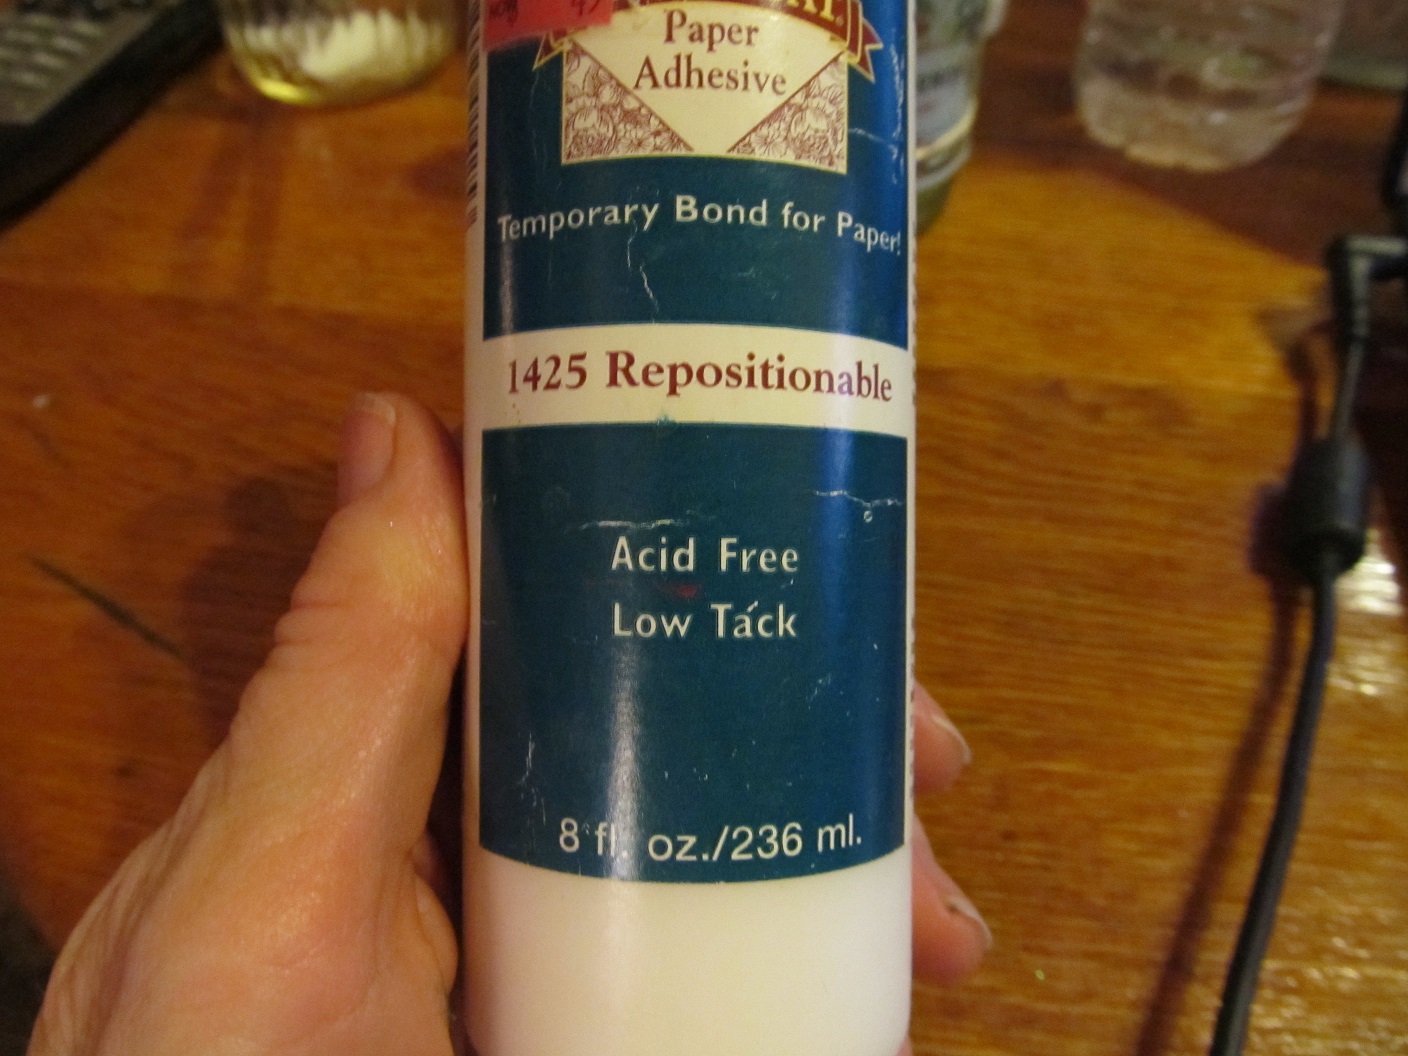 Paper
Adhesive
Temporary Bond for Paper!
1425 Repositionable
Acid Free
Low Tack
8 fl. oz./236 ml.